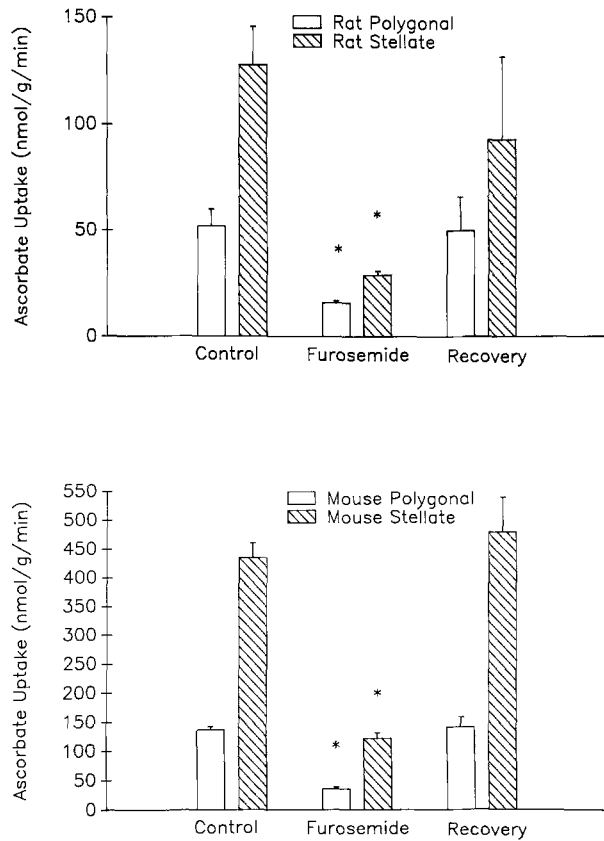 Rat Polygonal
Rat Stellate
Ascorbate Uptake (nmol/g/min)
150
100
50
0
*
*
Control Furosemide Recovery
Mouse Polygonal
Mouse Stellate
Ascorbate Uptake (nmol/g/min)
550
500
450
400
350
300
250
200
150
100
50
0
*
*
Control Furosemide Recovery